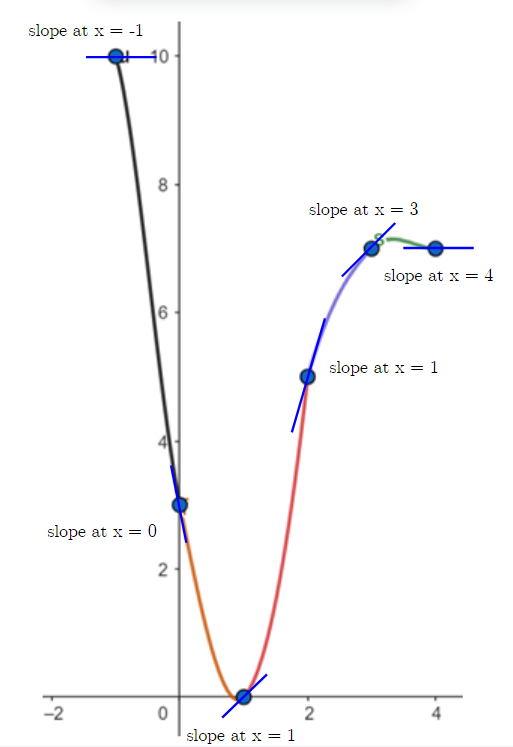 slope at x = -1
10
8
slope at x = 3
slope at x = 4
6
slope at x = 1
4
slope at x = 0
2
−2
0
2
4
slope at x = 1